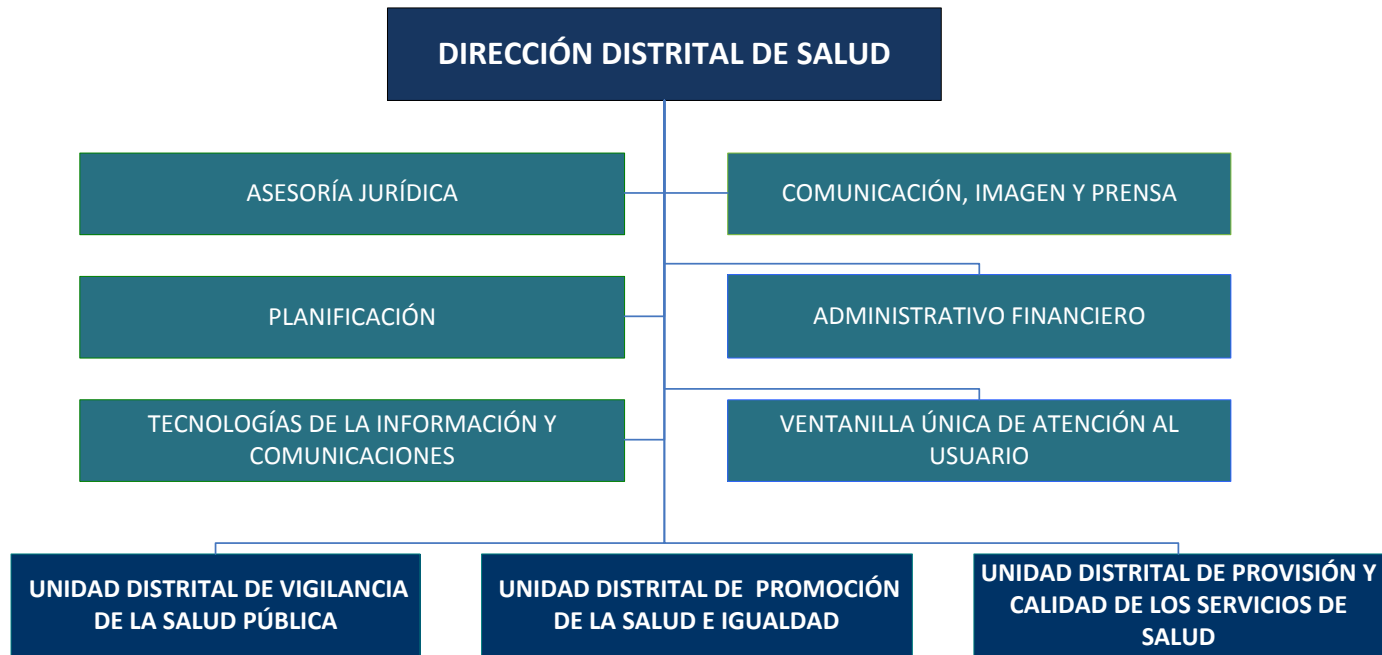 DIRECCIÓN DISTRITAL DE SALUD
ASESORÍA JURÍDICA
COMUNICACIÓN, IMAGEN Y PRENSA
PLANIFICACIÓN
ADMINISTRATIVO FINANCIERO
TECNOLOGÍAS DE LA INFORMACIÓN Y
COMUNICACIONES
VENTANILLA ÚNICA DE ATENCIÓN AL
USUARIO
UNIDAD DISTRITAL DE VIGILANCIA
DE LA SALUD PÚBLICA
UNIDAD DISTRITAL DE PROMOCIÓN
DE LA SALUD E IGUALDAD
UNIDAD DISTRITAL DE PROVISIÓN Y
CALIDAD DE LOS SERVICIOS DE
SALUD